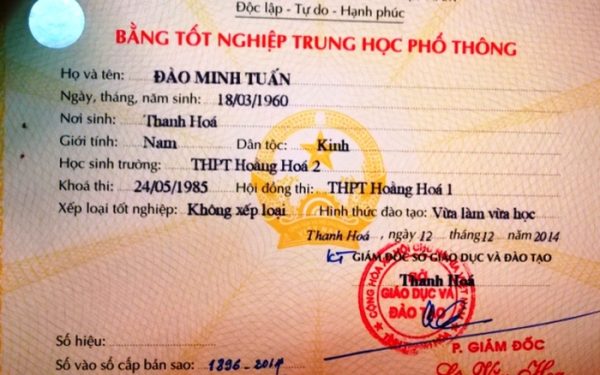 Độc lập - Tự do - Hạnh phúc
BẰNG TỐT NGHIỆP TRUNG HỌC PHỔ THÔNG
Họ và tên: ĐÀO MINH TUẤN
Ngày, tháng, năm sinh: 18/03/1960
Nơi sinh: Thanh Hoá
Giới tính: Nam Dân tộc: Kinh
Học sinh trường: THPT Hoằng Hoá 2
Khoá thi: 24/05/1985 Hội đồng thi: THPT Hoằng Hoá 1
Xếp loại tốt nghiệp: Không xếp loại Hình thức đào tạo: Vừa làm vừa học
Thanh Hoá, ngày 12 tháng 12 năm 2014
KT GIÁM ĐỐC SỞ GIÁO DỤC VÀ ĐÀO TẠO
Thanh Hoá
SỞ
GIÁO DỤC VÀ
ĐÀO TẠO
P. GIÁM ĐỐC
Số hiệu:
Số vào sổ cấp bản sao: 1896-2014